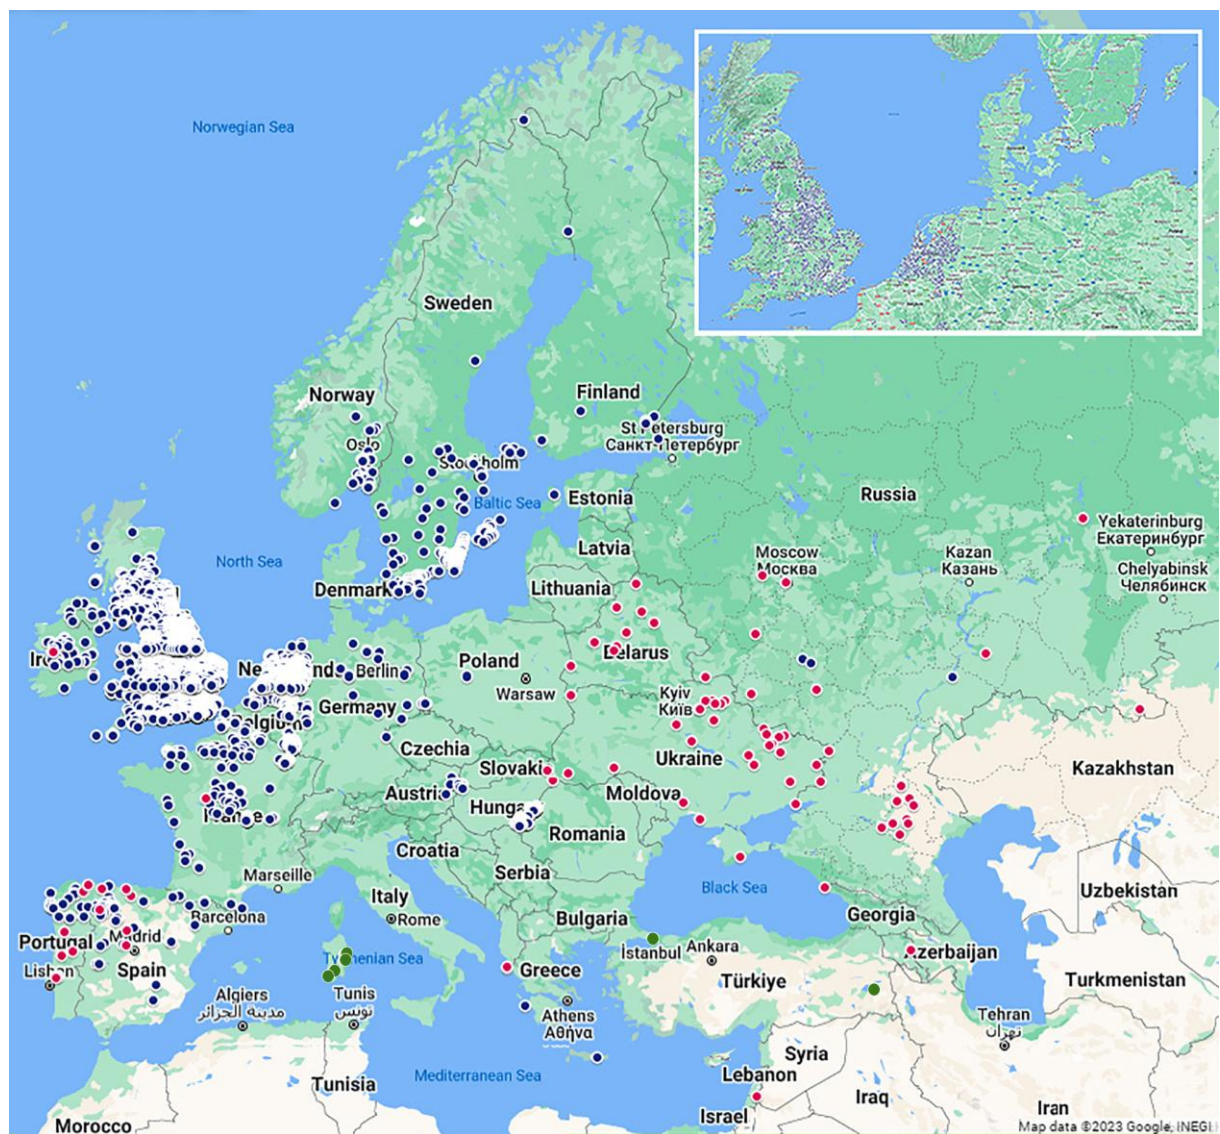 Norwegian Sea
Sweden
Norway
Finland
Oslo
St Petersburg
Санкт-Петербург
Stockholm
Baltic Sea
Estonia
Russia
Yekaterinburg
Екатеринбург
North Sea
Latvia
Moscow
Москва
Kazan
Казань
Chelyabinsk
Челябинск
Denmark
Lithuania
Belarus
Berlin
Poland
Warsaw
Kyiv
Київ
Germany
Czechia
Ukraine
Kazakhstan
Moldova
Romania
Croatia
Serbia
Marseille
Italy
Rome
Black Sea
Uzbekistan
Barcelona
Bulgaria
Georgia
Portugal
Madrid
Lisbon
Spain
Greece
İstanbul
Ankara
Azerbaijan
Türkiye
Turkmenistan
Algiers
مدينة الجزائر
Tunis
تونس
Athens
Αθήνα
Tehran
تهران
Syria
Lebanon
Mediterranean Sea
Tunisia
Iraq
Iran
Israel
Morocco
Map data ©2023 Google, INEGI